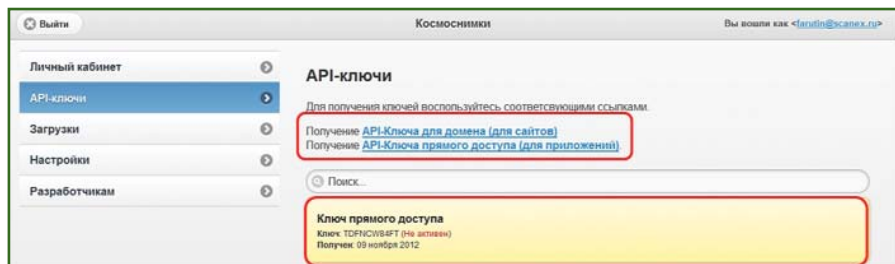 Выйти
Космоснимки
Вы вошли как <farutin@scanex.ru>
Личный кабинет
API-ключи
Загрузки
Настройки
Разработчикам
API-ключи
Для получения ключей воспользуйтесь соответсвующими ссылками.
Получение API-Ключа для домена (для сайтов)
Получение API-Ключа прямого доступа (для приложений).
Поиск...
Ключ прямого доступа
Ключ: TDFNCW84FT (Не активен)
Получен: 09 ноября 2012